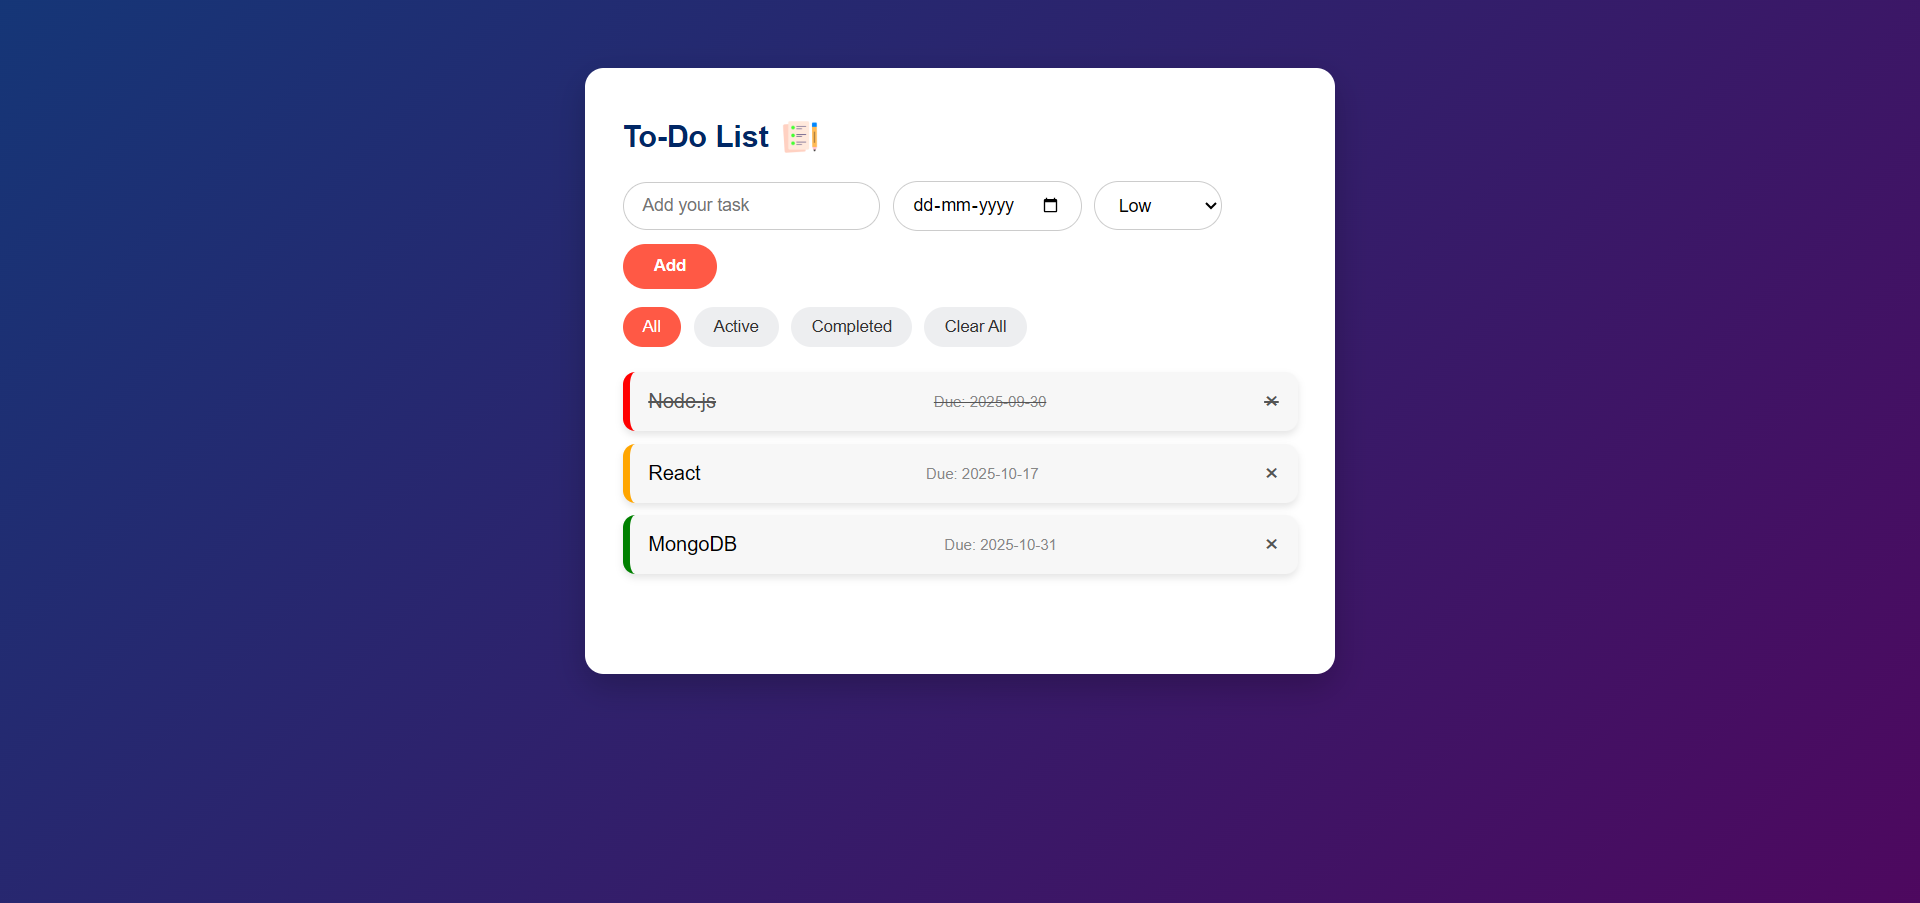 To-Do List
Add your task dd-mm-yyyy Low
Add
All Active Completed Clear All
Node.js Due: 2025-09-30 ×
React Due: 2025-10-17 ×
MongoDB Due: 2025-10-31 ×